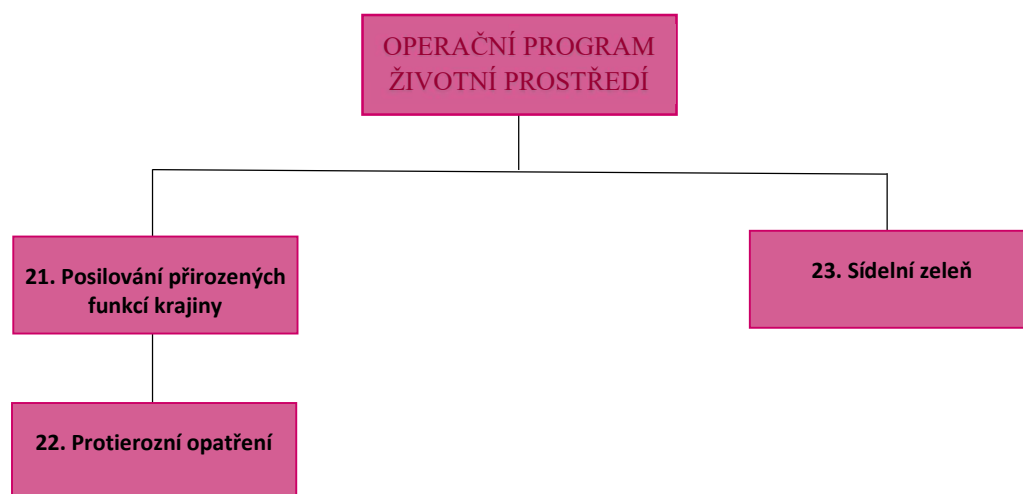 OPERAČNÍ PROGRAM
ŽIVOTNÍ PROSTŘEDÍ
21. Posilování přirozených
funkcí krajiny
23. Sídelní zeleň
22. Protierozní opatření